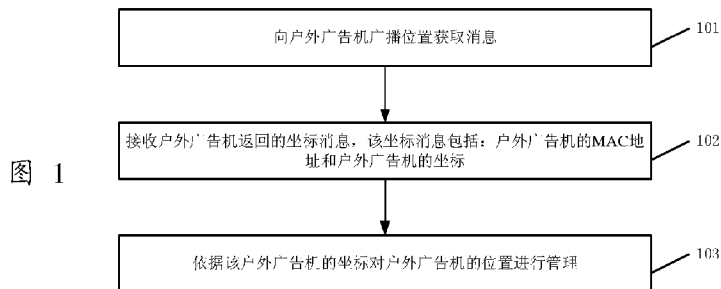 向户外广告机广播位置获取消息
101
接收户外广告机返回的坐标消息，该坐标消息包括：户外广告机的MAC地
址和户外广告机的坐标
102
图 1
依据该户外广告机的坐标对户外广告机的位置进行管理
103